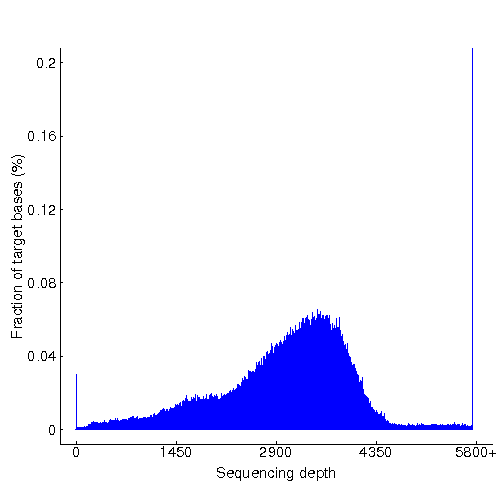 0.2
0.16
0.12
0.08
0.04
0
Fraction of target bases (%)
0 1450 2900 4350 5800+
Sequencing depth